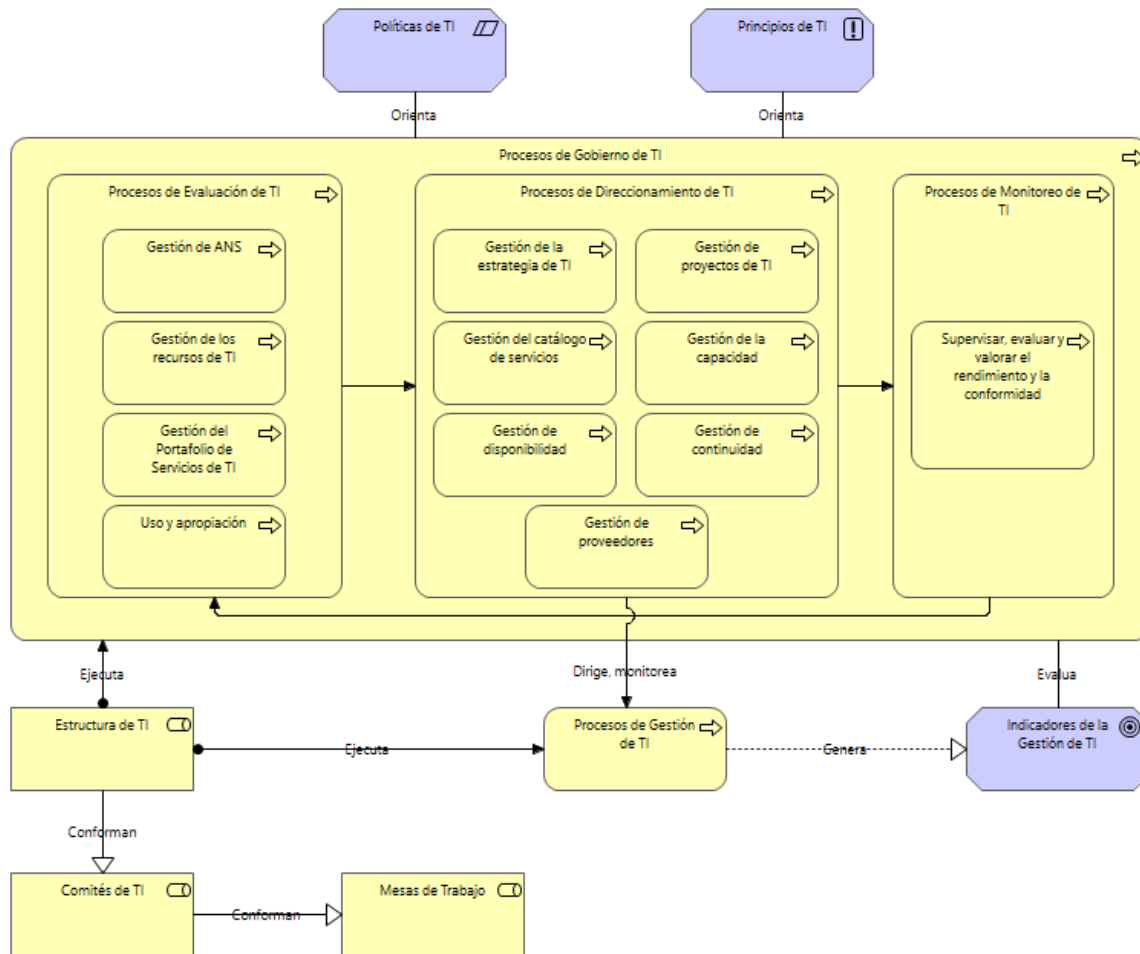 Políticas de TI
Principios de TI
Orienta
Orienta
Procesos de Gobierno de TI
Procesos de Evaluación de TI
Gestión de ANS
Gestión de los
recursos de TI
Gestión del
Portafolio de
Servicios de TI
Uso y apropiación
Procesos de Direccionamiento de TI
Gestión de la
estrategia de TI
Gestión de
proyectos de TI
Gestión del catálogo
de servicios
Gestión de la
capacidad
Gestión de
disponibilidad
Gestión de
continuidad
Gestión de
proveedores
Procesos de Monitoreo de
TI
Supervisar, evaluar y
valorar el
rendimiento y la
conformidad
Ejecuta
Dirige, monitorea
Evalua
Estructura de TI
Ejecuta
Procesos de Gestión
de TI
Genera
Indicadores de la
Gestión de TI
Conforman
Comités de TI
Conforman
Mesas de Trabajo